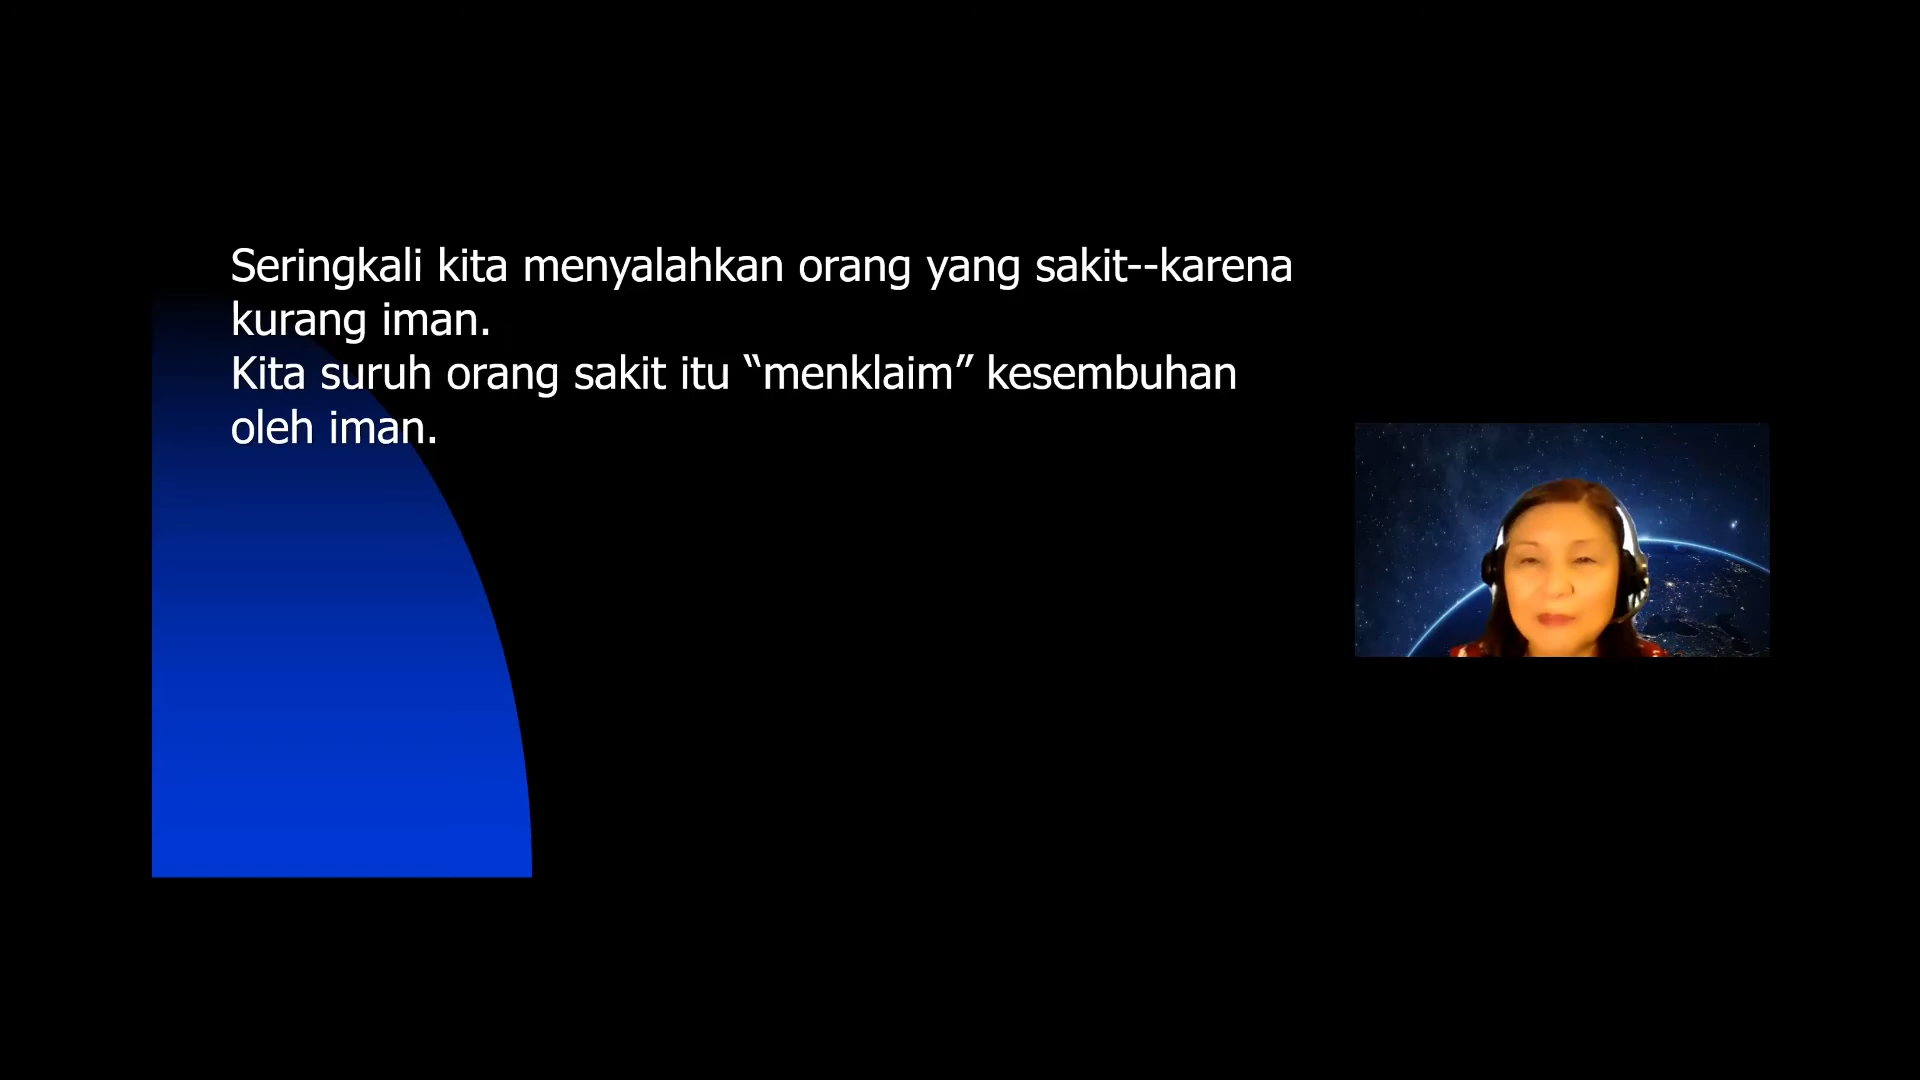 Seringkali kita menyalahkan orang yang sakit--karena
kurang iman.
Kita suruh orang sakit itu “menklaim” kesembuhan
oleh iman.